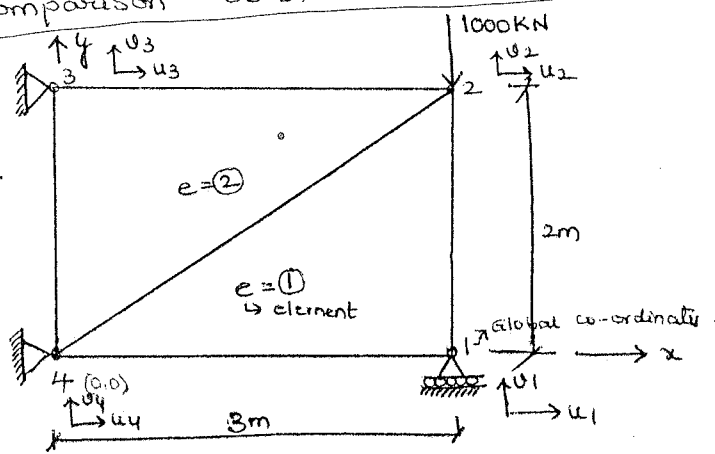 omparison
1000KN
y
v3
u3
3
v2
u2
2
e = ②
2m
e = ①
↳ element
1
Global co-ordinate
x
4 (0,0)
v4
u4
v1
u1
3m